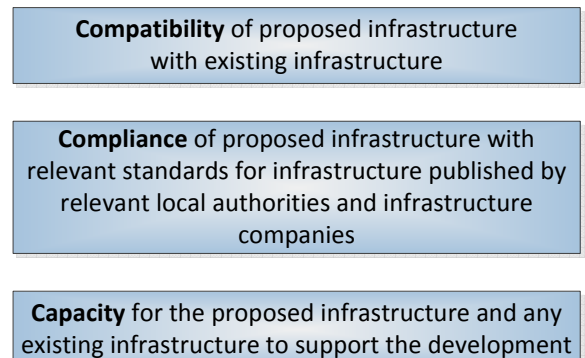 Compatibility of proposed infrastructure
with existing infrastructure
Compliance of proposed infrastructure with
relevant standards for infrastructure published by
relevant local authorities and infrastructure
companies
Capacity for the proposed infrastructure and any
existing infrastructure to support the development